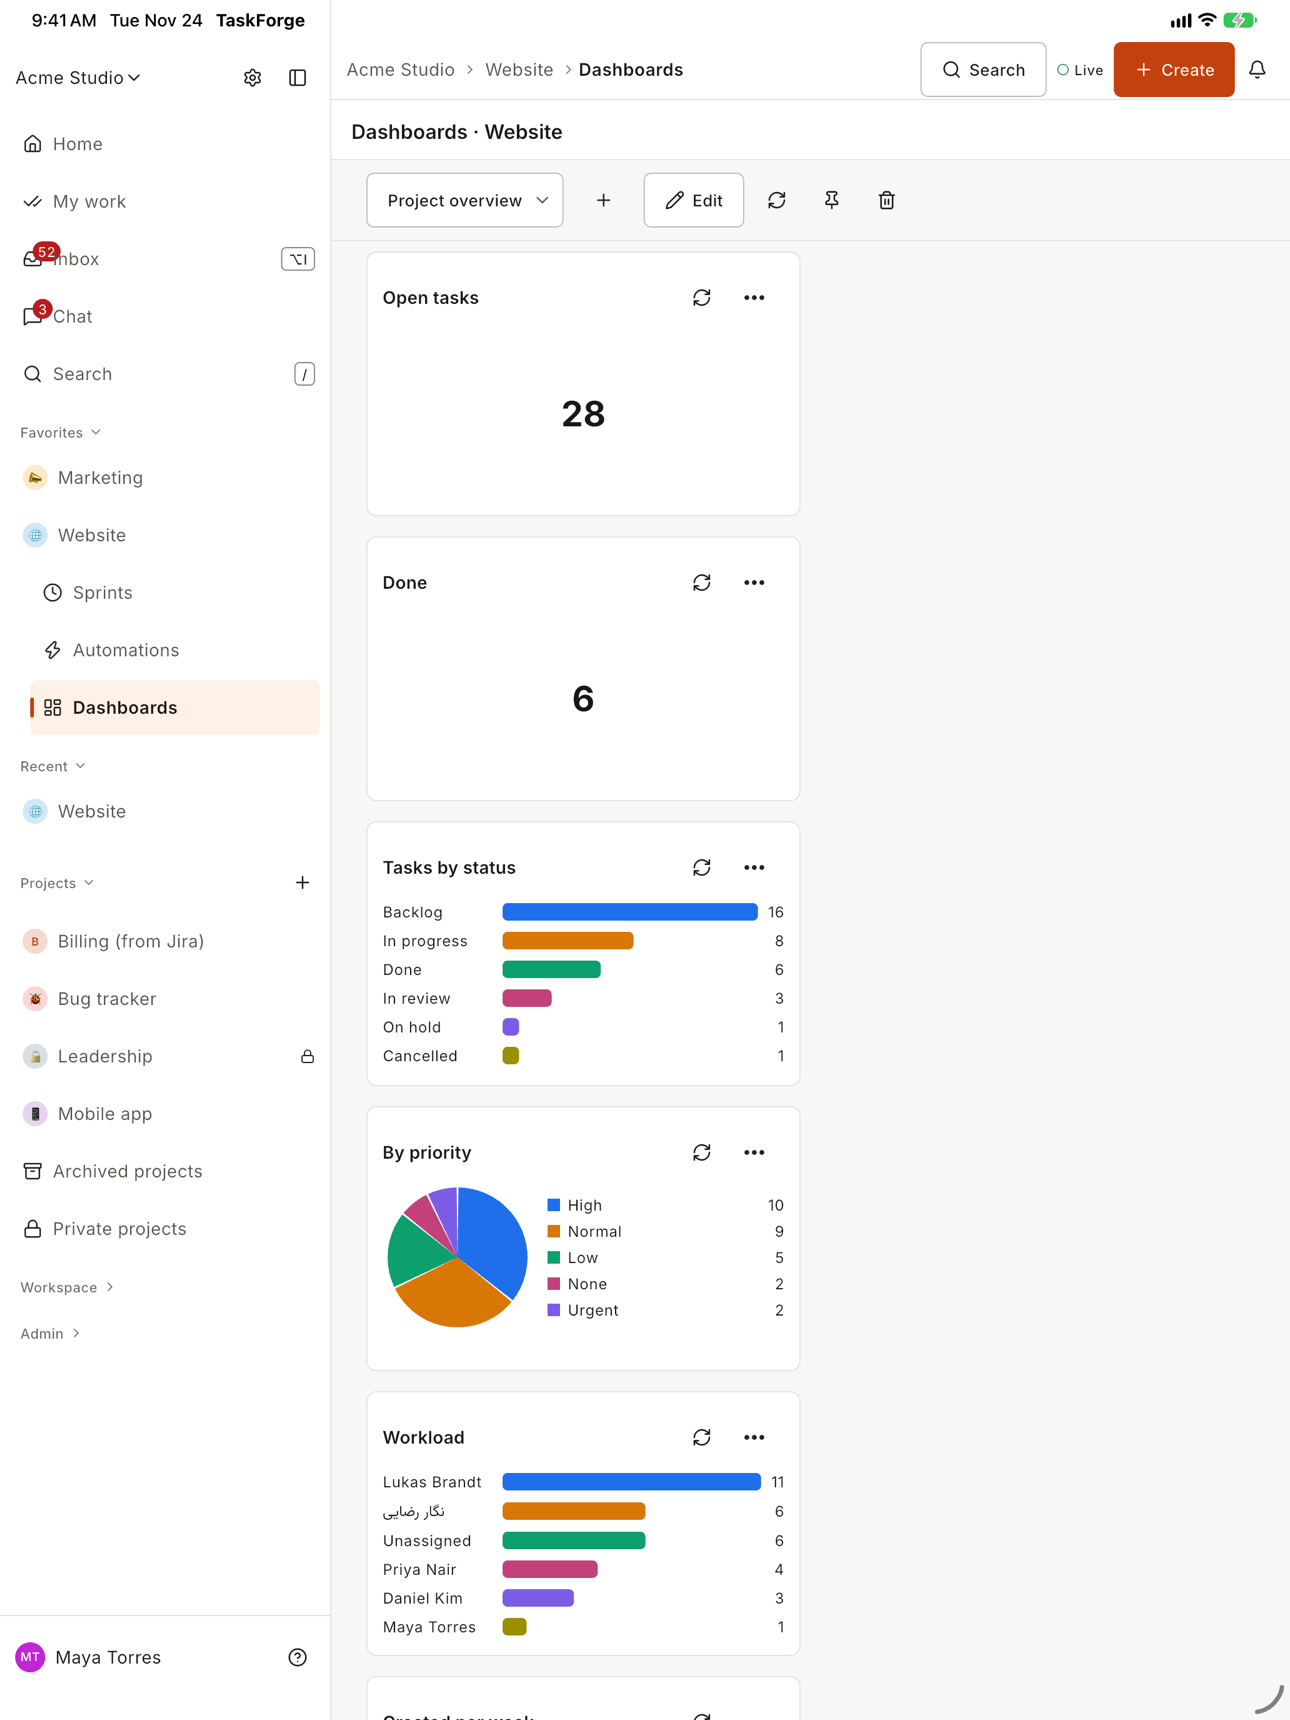 9:41 AM Tue Nov 24 TaskForge
Acme Studio
Home
My work
52
Inbox
⌥I
3
Chat
Search
/
Favorites
Marketing
Website
Sprints
Automations
Dashboards
Recent
Website
Projects
B
Billing (from Jira)
Bug tracker
Leadership
Mobile app
Archived projects
Private projects
Workspace
Admin
MT
Maya Torres
Acme Studio > Website > Dashboards
Search
Live
+ Create
Dashboards · Website
Project overview
Edit
Open tasks
28
Done
6
Tasks by status
Backlog 16
In progress 8
Done 6
In review 3
On hold 1
Cancelled 1
By priority
High 10
Normal 9
Low 5
None 2
Urgent 2
Workload
Lukas Brandt 11
نگار رضایی 6
Unassigned 6
Priya Nair 4
Daniel Kim 3
Maya Torres 1
Created per week